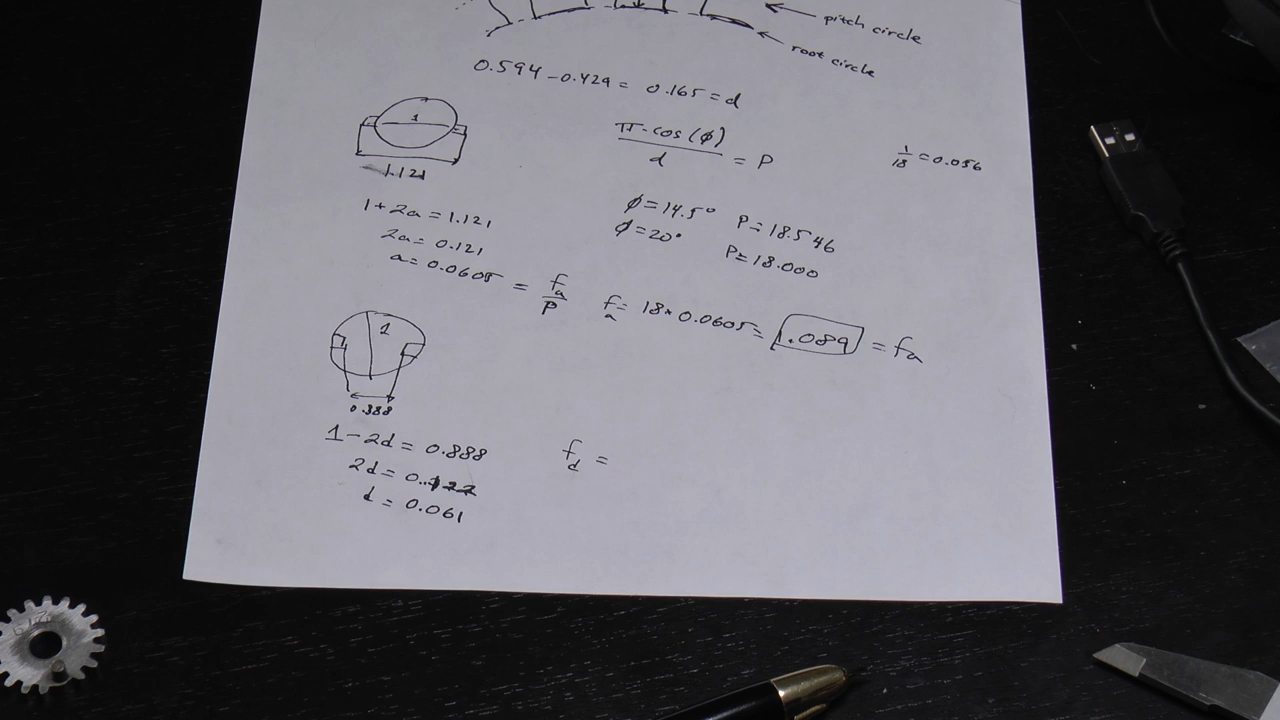 pitch circle
root circle
0.594 - 0.429 = 0.165 = d
1
1.121
π·cos(ϕ)
d
= P
1/18 = 0.056
1 + 2a = 1.121
2a = 0.121
a = 0.0605 = fa/P
ϕ = 14.5° P = 18.546
ϕ = 20° P = 18.000
fa = 18 * 0.0605 = 1.089 = fa
1
0.888
1 - 2d = 0.888
2d = 0.122
d = 0.061
fd =